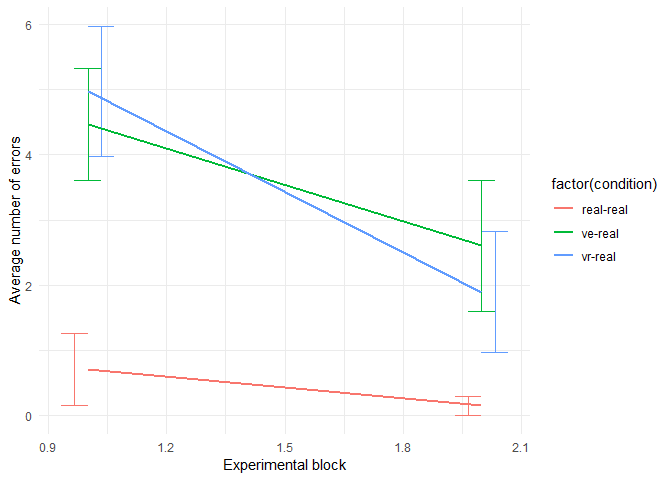 Average number of errors
6
4
2
0
0.9 1.2 1.5 1.8 2.1
Experimental block
factor(condition)
real-real
ve-real
vr-real